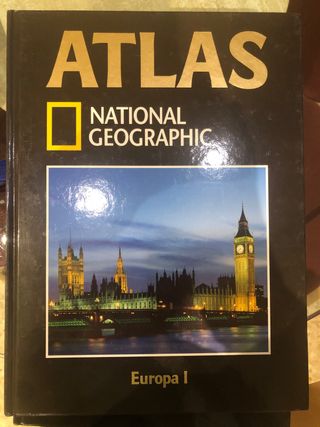 ATLAS
NATIONAL
GEOGRAPHIC
Europa I